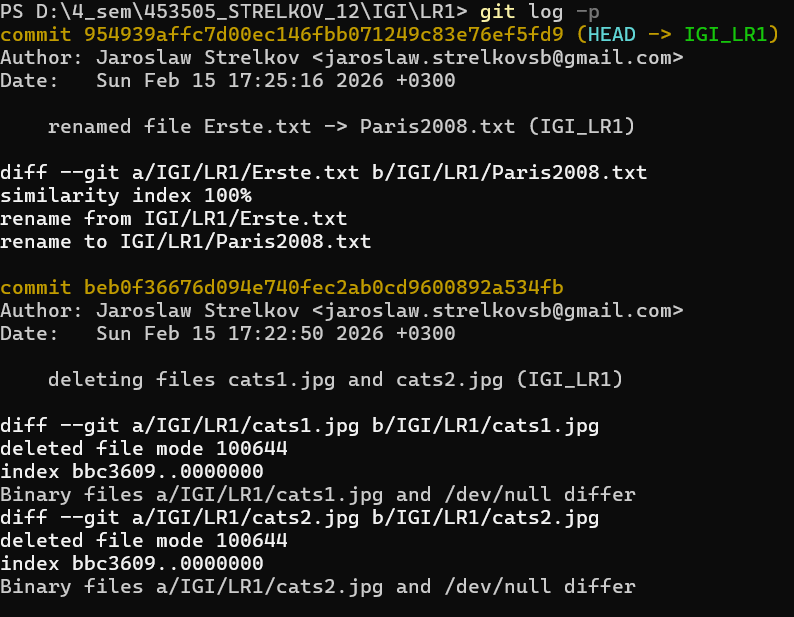 PS D:\4_sem\453505_STRELKOV_12\IGI\LR1> git log -p
commit 954939affc7d00ec146fbb071249c83e76ef5fd9 (HEAD -> IGI_LR1)
Author: Jaroslaw Strelkov <jaroslaw.strelkovsb@gmail.com>
Date:   Sun Feb 15 17:25:16 2026 +0300

    renamed file Erste.txt -> Paris2008.txt (IGI_LR1)

diff --git a/IGI/LR1/Erste.txt b/IGI/LR1/Paris2008.txt
similarity index 100%
rename from IGI/LR1/Erste.txt
rename to IGI/LR1/Paris2008.txt

commit beb0f36676d094e740fec2ab0cd9600892a534fb
Author: Jaroslaw Strelkov <jaroslaw.strelkovsb@gmail.com>
Date:   Sun Feb 15 17:22:50 2026 +0300

    deleting files cats1.jpg and cats2.jpg (IGI_LR1)

diff --git a/IGI/LR1/cats1.jpg b/IGI/LR1/cats1.jpg
deleted file mode 100644
index bbc3609..0000000
Binary files a/IGI/LR1/cats1.jpg and /dev/null differ
diff --git a/IGI/LR1/cats2.jpg b/IGI/LR1/cats2.jpg
deleted file mode 100644
index bbc3609..0000000
Binary files a/IGI/LR1/cats2.jpg and /dev/null differ